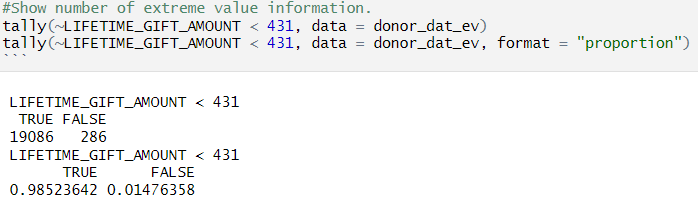 #Show number of extreme value information.
tally(~LIFETIME_GIFT_AMOUNT < 431, data = donor_dat_ev)
tally(~LIFETIME_GIFT_AMOUNT < 431, data = donor_dat_ev, format = "proportion")
```
LIFETIME_GIFT_AMOUNT < 431
TRUE FALSE
19086 286
LIFETIME_GIFT_AMOUNT < 431
TRUE FALSE
0.98523642 0.01476358